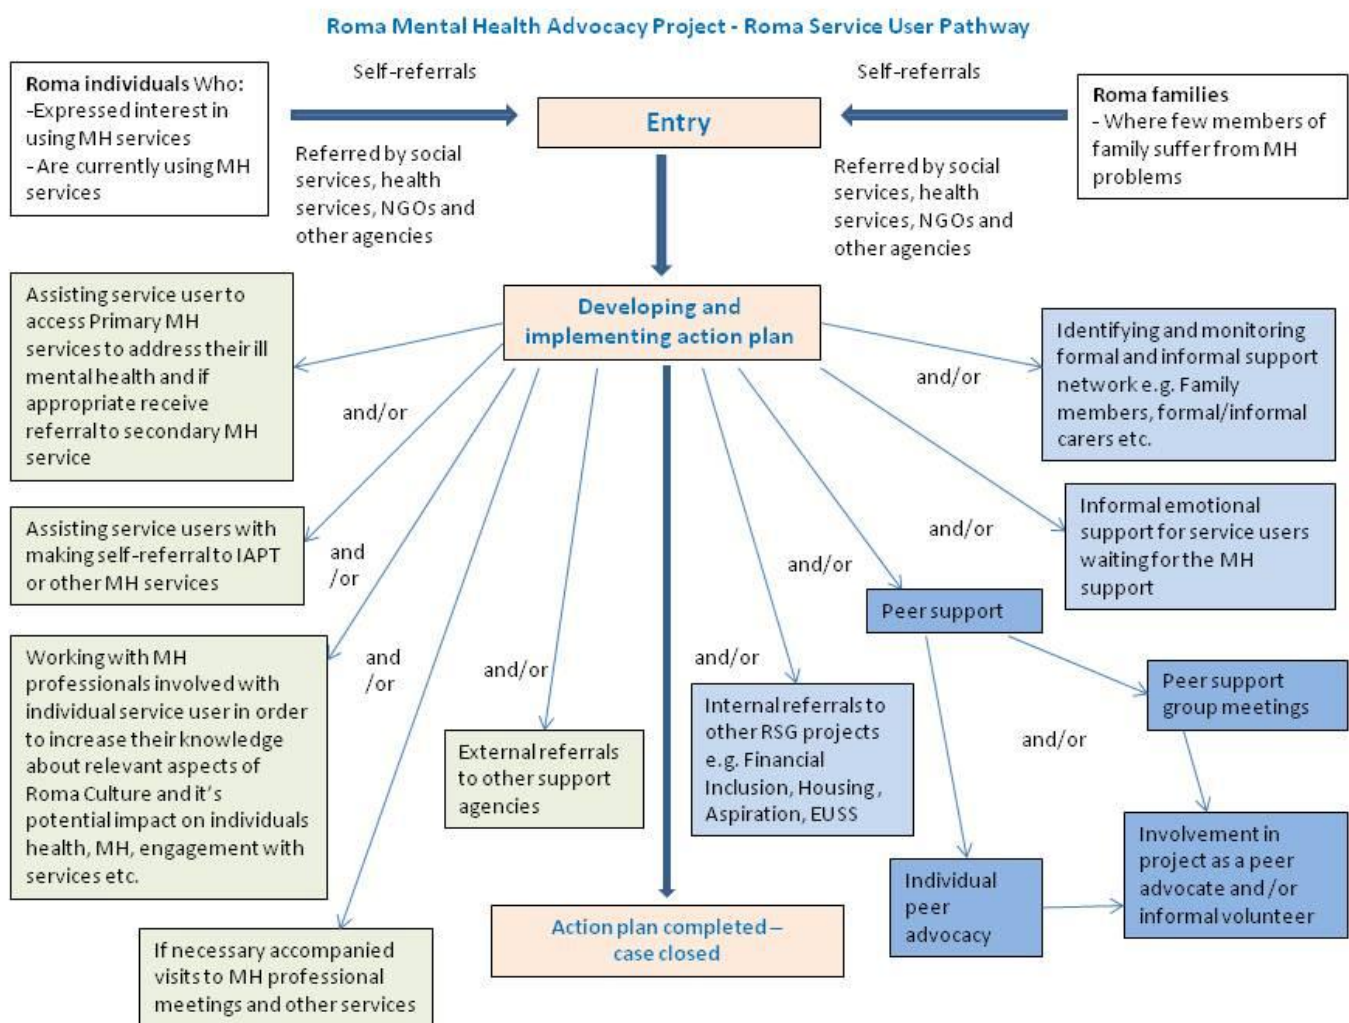 Roma Mental Health Advocacy Project - Roma Service User Pathway
Roma individuals Who:
-Expressed interest in
using MH services
-Are currently using MH
services
Self-referrals
Referred by social
services, health
services, NGOs and
other agencies
Entry
Self-referrals
Referred by social
services, health
services, NGOs and
other agencies
Roma families
- Where few members of
family suffer from MH
problems
Developing and
implementing action plan
Assisting service user to
access Primary MH
services to address their ill
mental health and if
appropriate receive
referral to secondary MH
service
and/or
Assisting service users with
making self-referral to IAPT
or other MH services
and
/or
Working with MH
professionals involved with
individual service user in order
to increase their knowledge
about relevant aspects of
Roma Culture and it's
potential impact on individuals
health, MH, engagement with
services etc.
and
/or
If necessary accompanied
visits to MH professional
meetings and other services
and/or
External referrals
to other support
agencies
Action plan completed –
case closed
and/or
Internal referrals to
other RSG projects
e.g. Financial
Inclusion, Housing,
Aspiration, EUSS
and/or
Peer support
and/or
Informal emotional
support for service users
waiting for the MH
support
and/or
Identifying and monitoring
formal and informal support
network e.g. Family
members, formal/informal
carers etc.
Peer support
group meetings
and/or
Individual
peer
advocacy
Involvement in
project as a peer
advocate and /or
informal volunteer